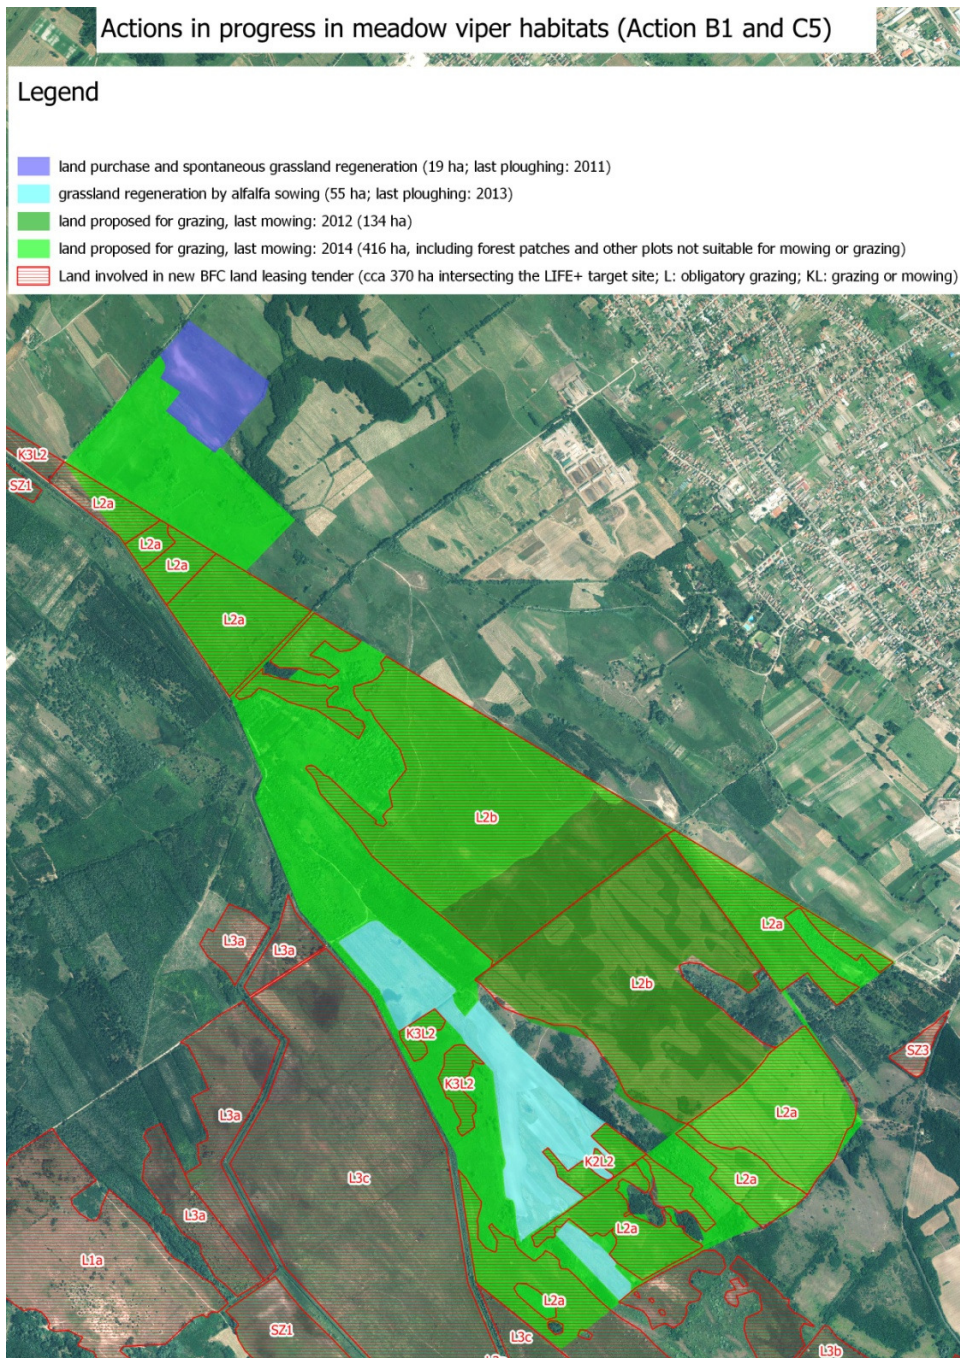 Actions in progress in meadow viper habitats (Action B1 and C5)
Legend
land purchase and spontaneous grassland regeneration (19 ha; last ploughing: 2011)
grassland regeneration by alfalfa sowing (55 ha; last ploughing: 2013)
land proposed for grazing, last mowing: 2012 (134 ha)
land proposed for grazing, last mowing: 2014 (416 ha, including forest patches and other plots not suitable for mowing or grazing)
Land involved in new BFC land leasing tender (cca 370 ha intersecting the LIFE+ target site; L: obligatory grazing; KL: grazing or mowing)
K3L2
SZ1
L2a
L2a
L2a
L2a
L2b
L2a
L3a
L3a
L2b
K3L2
SZ3
K3L2
L3a
L2a
K2L2
L3c
L2a
L3a
L2a
L1a
L2a
SZ1
L3c
L3b